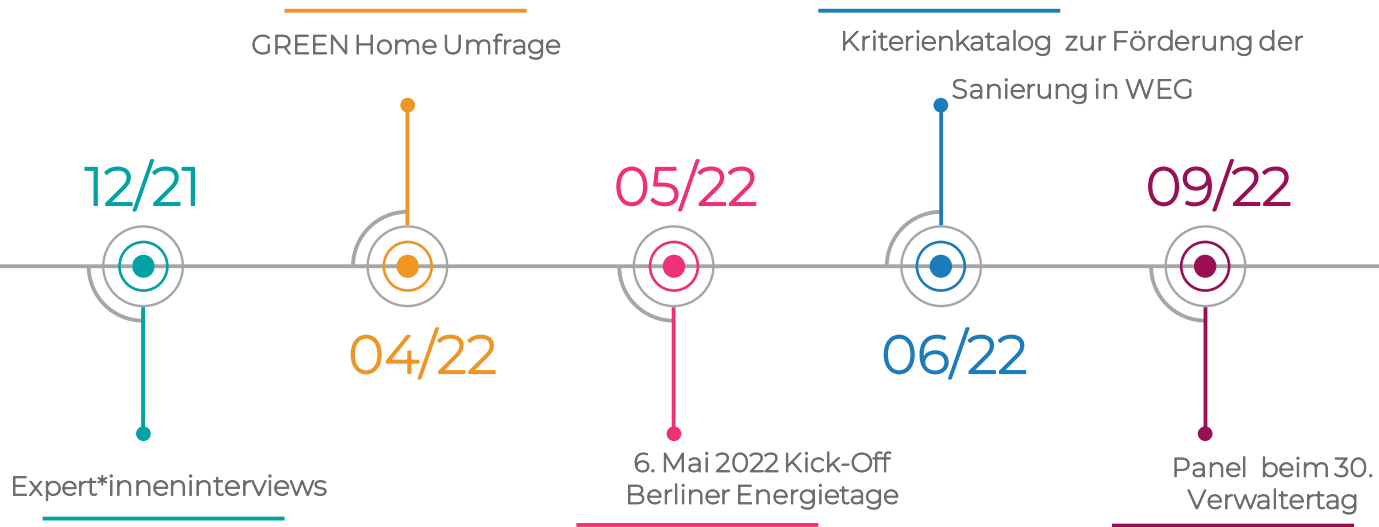 GREEN Home Umfrage
Kriterienkatalog zur Förderung der
Sanierung in WEG
12/21
05/22
09/22
04/22
06/22
Expert*inneninterviews
6. Mai 2022 Kick-Off
Berliner Energietage
Panel beim 30.
Verwaltertag